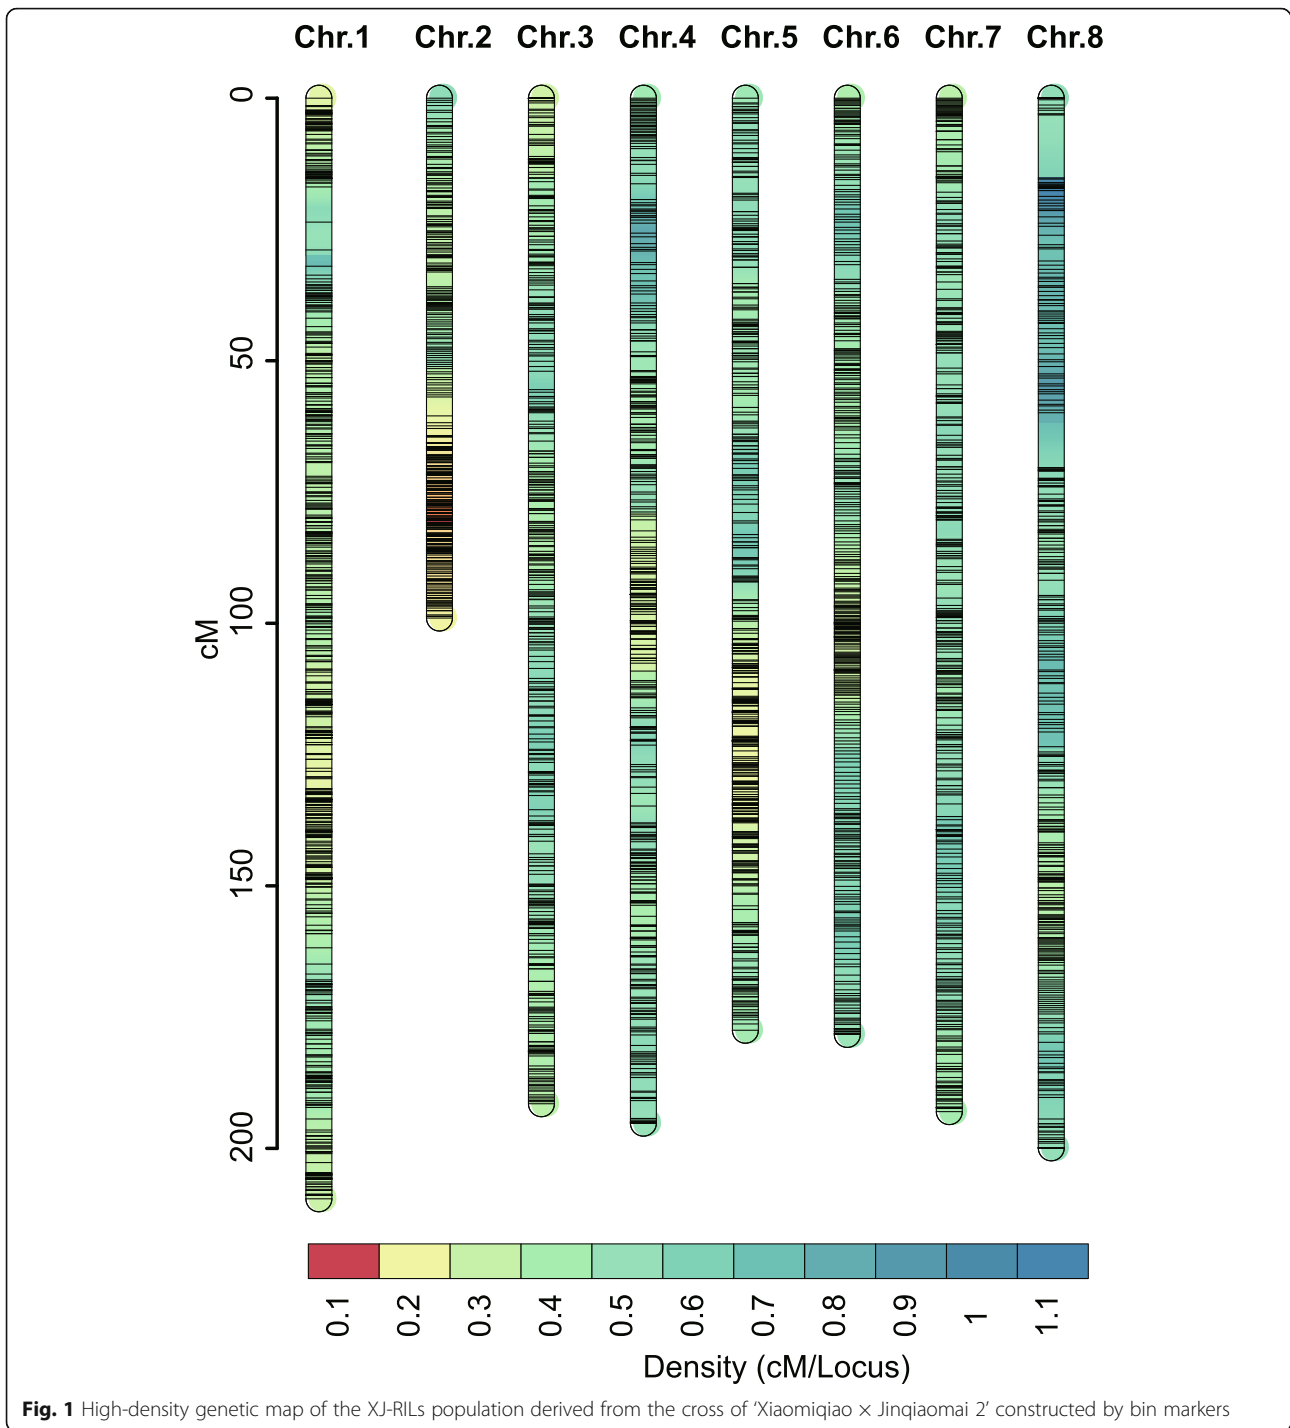 Chr.1 Chr.2 Chr.3 Chr.4 Chr.5 Chr.6 Chr.7 Chr.8
0
50
100
150
200
cM
0.1 0.2 0.3 0.4 0.5 0.6 0.7 0.8 0.9 1 1.1
Density (cM/Locus)
Fig. 1 High-density genetic map of the XJ-RILs population derived from the cross of ‘Xiaomiqiao × Jinqiaomai 2’ constructed by bin markers